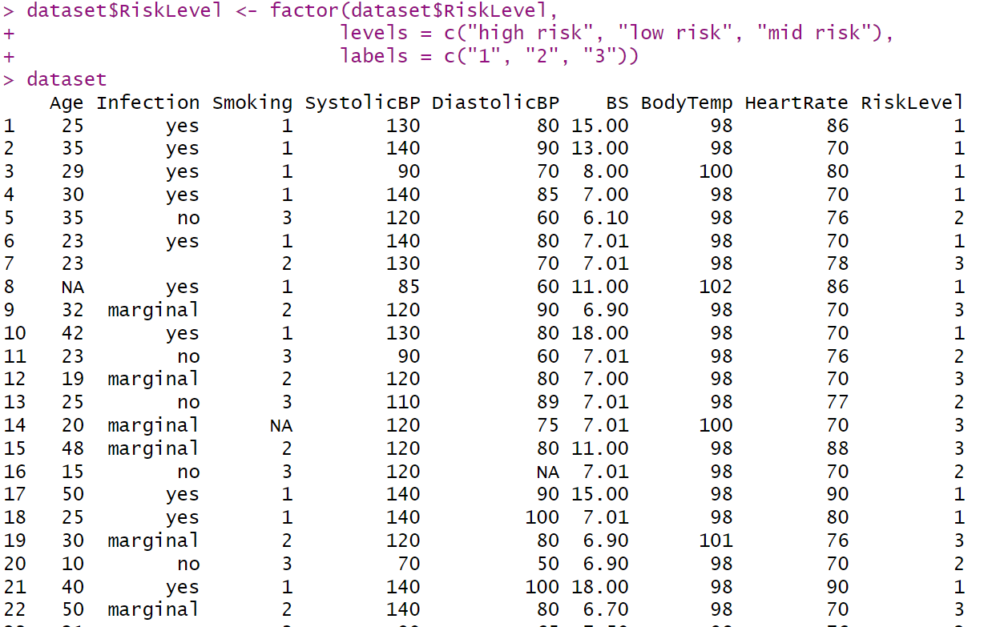 > dataset$RiskLevel <- factor(dataset$RiskLevel,
+                           levels = c("high risk", "low risk", "mid risk"),
+                           labels = c("1", "2", "3"))
> dataset
   Age Infection Smoking SystolicBP DiastolicBP    BS BodyTemp HeartRate RiskLevel
1   25       yes       1        130          80 15.00       98        86         1
2   35       yes       1        140          90 13.00       98        70         1
3   29       yes       1         90          70  8.00      100        80         1
4   30       yes       1        140          85  7.00       98        70         1
5   35        no       3        120          60  6.10       98        76         2
6   23       yes       1        140          80  7.01       98        70         1
7   23                 2        130          70  7.01       98        78         3
8   NA       yes       1         85          60 11.00      102        86         1
9   32  marginal       2        120          90  6.90       98        70         3
10  42       yes       1        130          80 18.00       98        70         1
11  23        no       3         90          60  7.01       98        76         2
12  19  marginal       2        120          80  7.00       98        70         3
13  25        no       3        110          89  7.01       98        77         2
14  20  marginal      NA        120          75  7.01      100        70         3
15  48  marginal       2        120          80 11.00       98        88         3
16  15        no       3        120          NA  7.01       98        70         2
17  50       yes       1        140          90 15.00       98        90         1
18  25       yes       1        140         100  7.01       98        80         1
19  30  marginal       2        120          80  6.90      101        76         3
20  10        no       3         70          50  6.90       98        70         2
21  40       yes       1        140         100 18.00       98        90         1
22  50  marginal       2        140          80  6.70       98        70         3